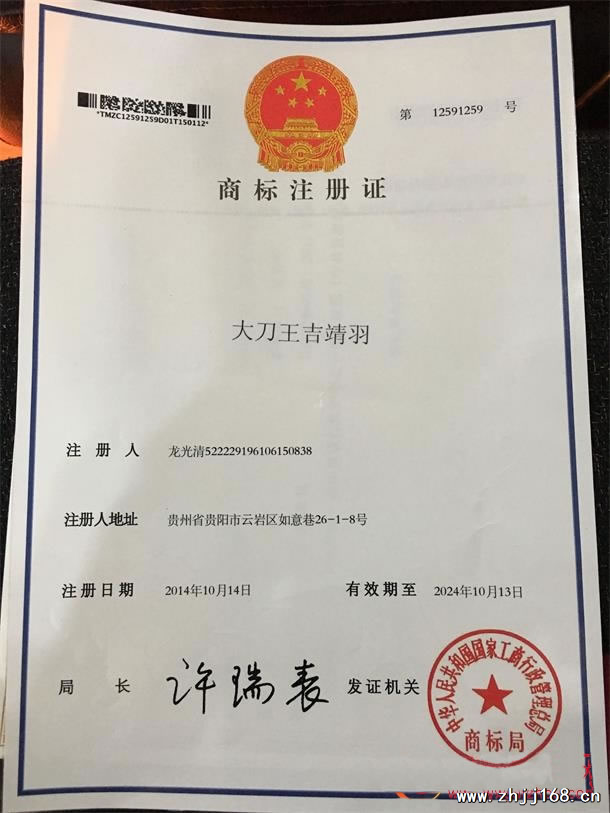 *TMZC12591259D01T150112*
第 12591259 号
商标注册证
大刀王吉靖羽
注 册 人 龙光清522229196106150838
注册人地址 贵州省贵阳市云岩区如意巷26-1-8号
注册日期 2014年10月14日 有效期至 2024年10月13日
局 长 许瑞表 发证机关
中华人民共和国国家工商行政管理总局
商标局
www.zhjj168.cn